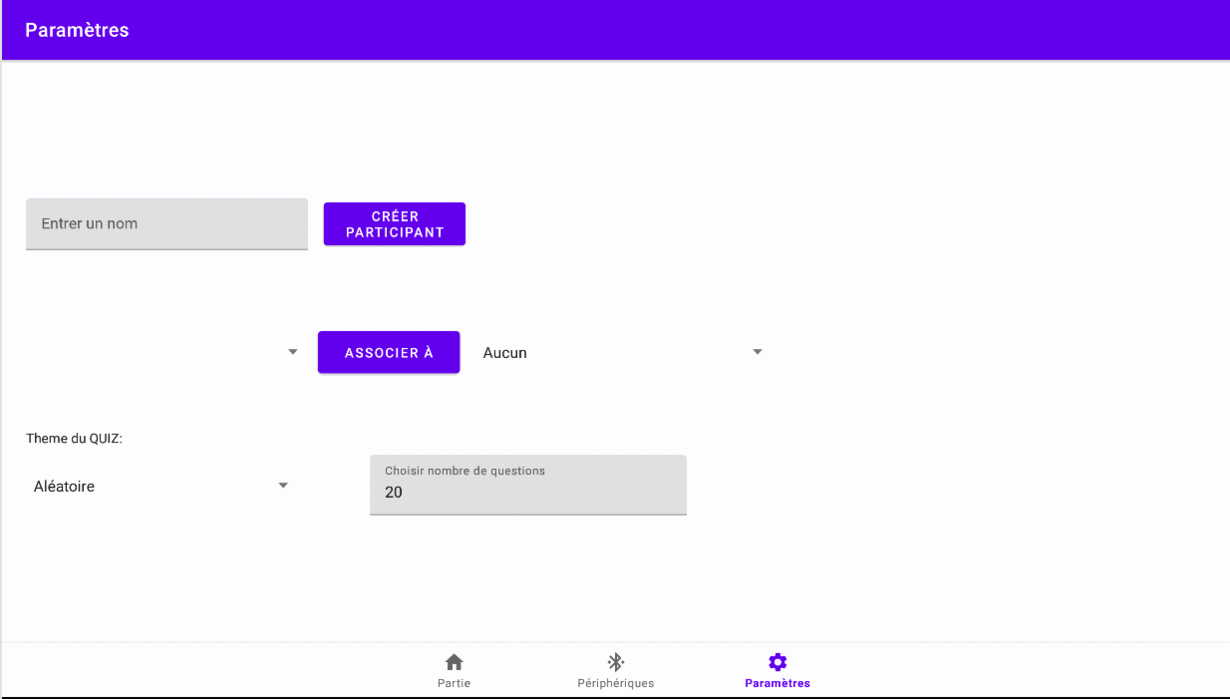 Paramètres
Entrer un nom
CRÉER
PARTICIPANT
ASSOCIER À
Aucun
Theme du QUIZ:
Aléatoire
Choisir nombre de questions
20
Partie
Périphériques
Paramètres